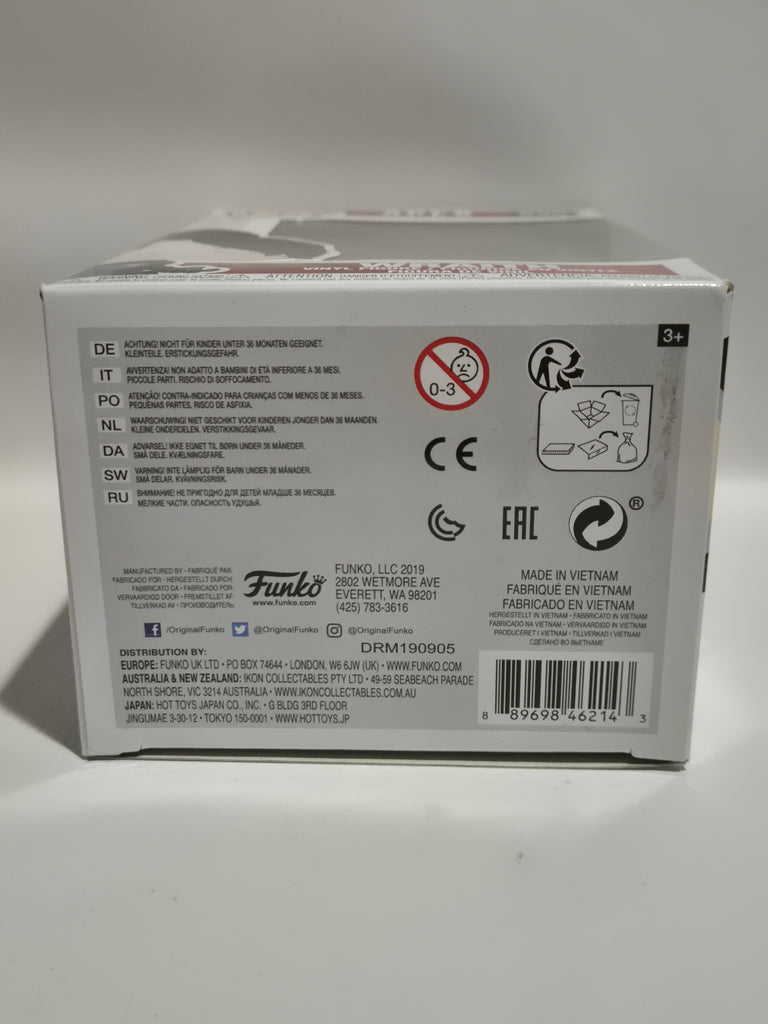 WRAITH
WARNING: CHOKING HAZARD
ATTENTION: DANGER D'ÉTOUFFEMENT
ADVERTENCIA:
3+
DE ACHTUNG! NICHT FÜR KINDER UNTER 36 MONATEN GEEIGNET.
KLEINTEILE. ERSTICKUNGSGEFAHR.
IT AVVERTENZA! NON ADATTO A BAMBINI DI ETÀ INFERIORE A 36 MESI.
PICCOLE PARTI. RISCHIO DI SOFFOCAMENTO.
PO ATENÇÃO! CONTRA-INDICADO PARA CRIANÇAS COM MENOS DE 36 MESES.
PEQUENAS PARTES. RISCO DE ASFIXIA.
NL WAARSCHUWING! NIET GESCHIKT VOOR KINDEREN JONGER DAN 36 MAANDEN.
KLEINE ONDERDELEN. VERSTIKKINGSGEVAAR.
DA ADVARSEL! IKKE EGNET TIL BØRN UNDER 36 MÅNEDER.
SMÅ DELE. KVÆLNINGSFARE.
SW VARNING! INTE LÄMPLIG FÖR BARN UNDER 36 MÅNADER.
SMÅ DELAR. KVÄVNINGSRISK.
RU ВНИМАНИЕ! НЕ ПРИГОДНО ДЛЯ ДЕТЕЙ МЛАДШЕ 36 МЕСЯЦЕВ.
МЕЛКИЕ ЧАСТИ. ОПАСНОСТЬ УДУШЬЯ.
0-3
CE
EAC
®
MANUFACTURED BY • FABRIQUÉ PAR:
FABRICADO POR • HERGESTELLT DURCH:
FABBRICATO DA • FABRICADO POR:
VERVAARDIGD DOOR • FREMSTILLET AF:
TILLVERKAD AV • ПРОИЗВОДИТЕЛЬ:
Funko
www.funko.com
FUNKO, LLC 2019
2802 WETMORE AVE
EVERETT, WA 98201
(425) 783-3616
/OriginalFunko @OriginalFunko @OriginalFunko
DRM190905
DISTRIBUTION BY:
EUROPE: FUNKO UK LTD • PO BOX 74644 • LONDON, W6 6JW (UK) • WWW.FUNKO.COM
AUSTRALIA & NEW ZEALAND: IKON COLLECTABLES PTY LTD • 49-59 SEABEACH PARADE
NORTH SHORE, VIC 3214 AUSTRALIA • WWW.IKONCOLLECTABLES.COM.AU
JAPAN: HOT TOYS JAPAN CO., INC. • G BLDG 3RD FLOOR
JINGUMAE 3-30-12 • TOKYO 150-0001 • WWW.HOTTOYS.JP
MADE IN VIETNAM
FABRIQUÉ EN VIETNAM
FABRICADO EN VIETNAM
HERGESTELLT IN VIETNAM • FABBRICATO IN VIETNAM
FABRICADO NA VIETNAM • VERVAARDIGD IN VIETNAM
PRODUCERET I VIETNAM • TILLVERKAD I VIETNAM
СДЕЛАНО ВО ВЬЕТНАМЕ
8 89698 46214 3